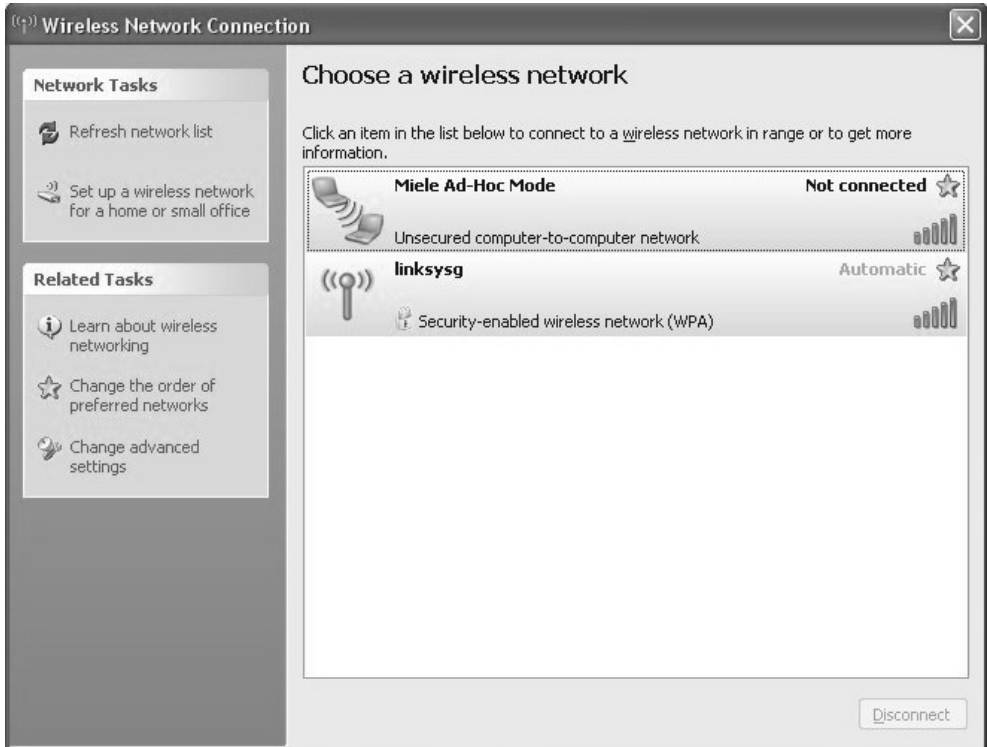 Wireless Network Connection
Network Tasks
Refresh network list
Set up a wireless network
for a home or small office
Related Tasks
Learn about wireless
networking
Change the order of
preferred networks
Change advanced
settings
Choose a wireless network
Click an item in the list below to connect to a wireless network in range or to get more
information.
Miele Ad-Hoc Mode Not connected
Unsecured computer-to-computer network
linksysg Automatic
Security-enabled wireless network (WPA)
Disconnect